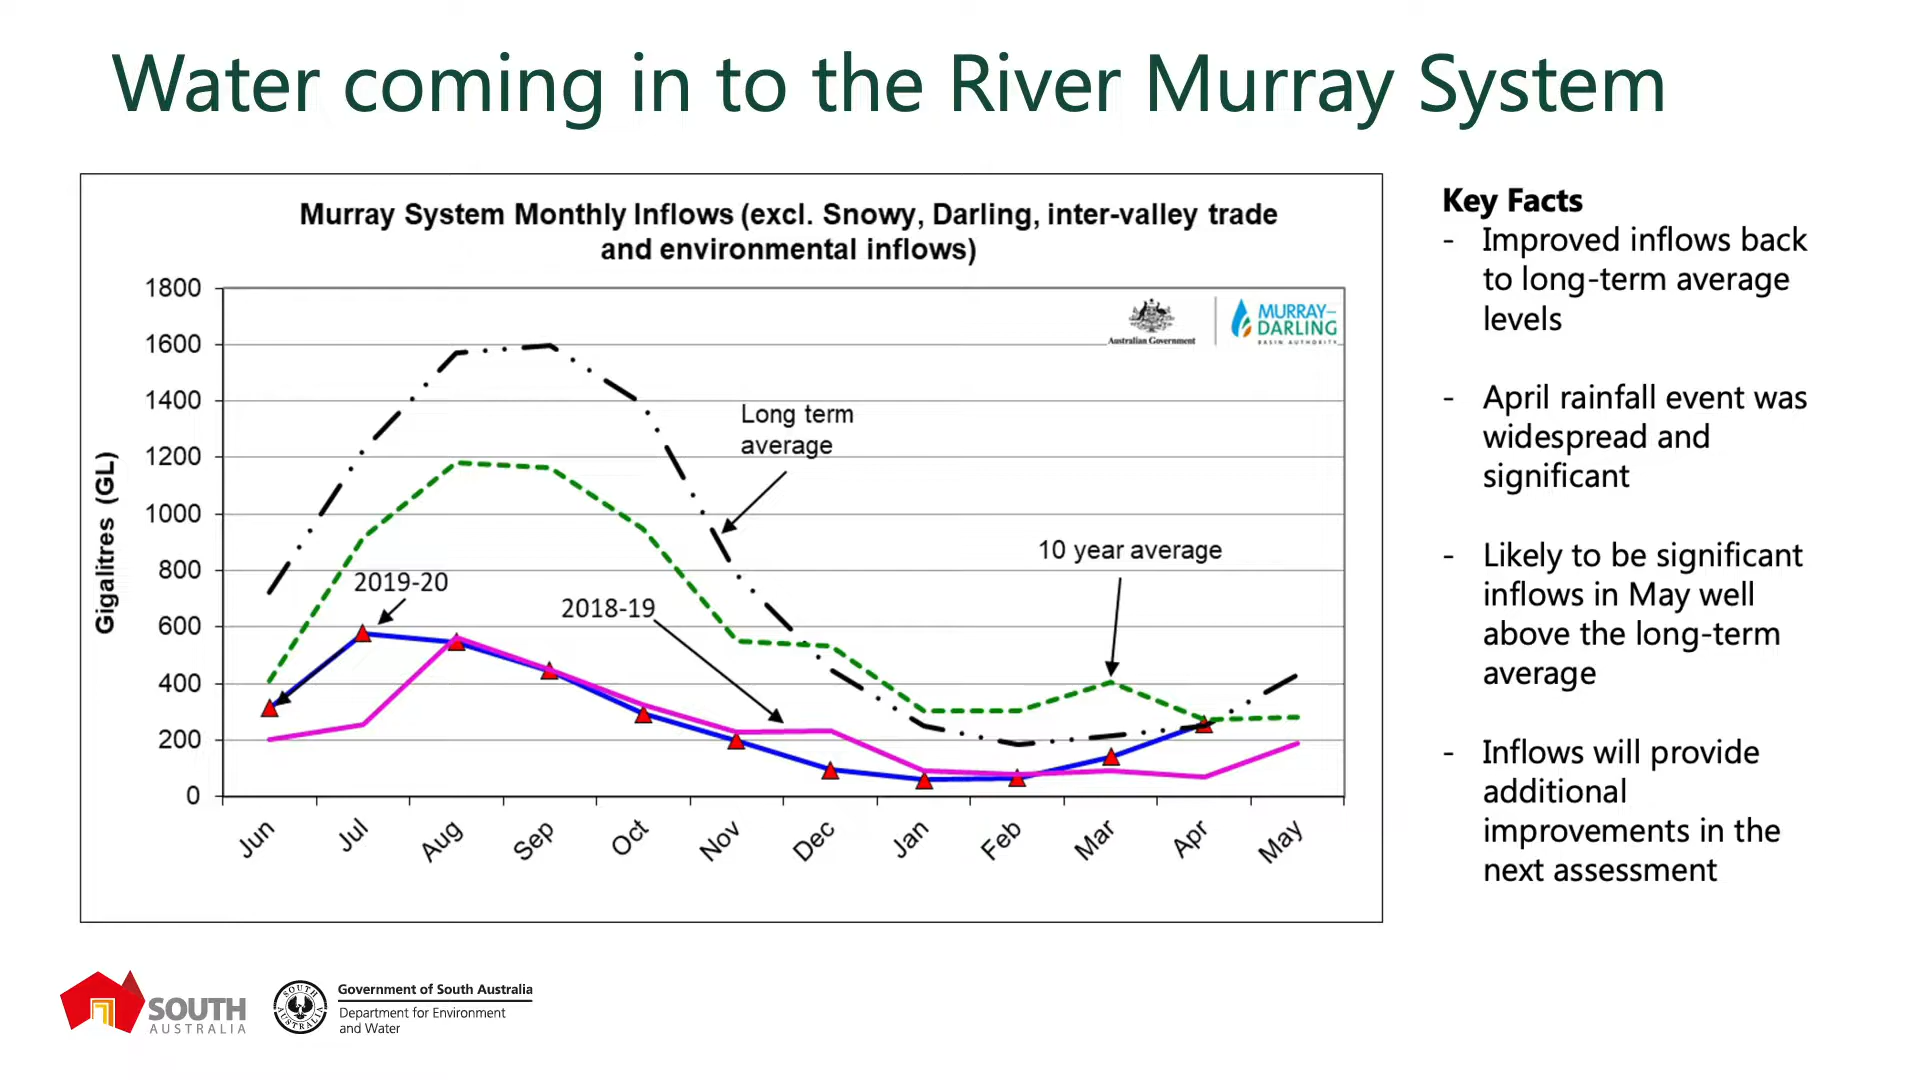 Water coming in to the River Murray System
Murray System Monthly Inflows (excl. Snowy, Darling, inter-valley trade
and environmental inflows)
Gigalitres (GL)
1800
1600
1400
1200
1000
800
600
400
200
0
Jun
Jul
Aug
Sep
Oct
Nov
Dec
Jan
Feb
Mar
Apr
May
Long term
average
10 year average
2019-20
2018-19
Australian Government
MURRAY–
DARLING
BASIN AUTHORITY
Key Facts
- Improved inflows back
to long-term average
levels
- April rainfall event was
widespread and
significant
- Likely to be significant
inflows in May well
above the long-term
average
- Inflows will provide
additional
improvements in the
next assessment
SOUTH
AUSTRALIA
SOUTH
AUSTRALIA
Government of South Australia
Department for Environment
and Water